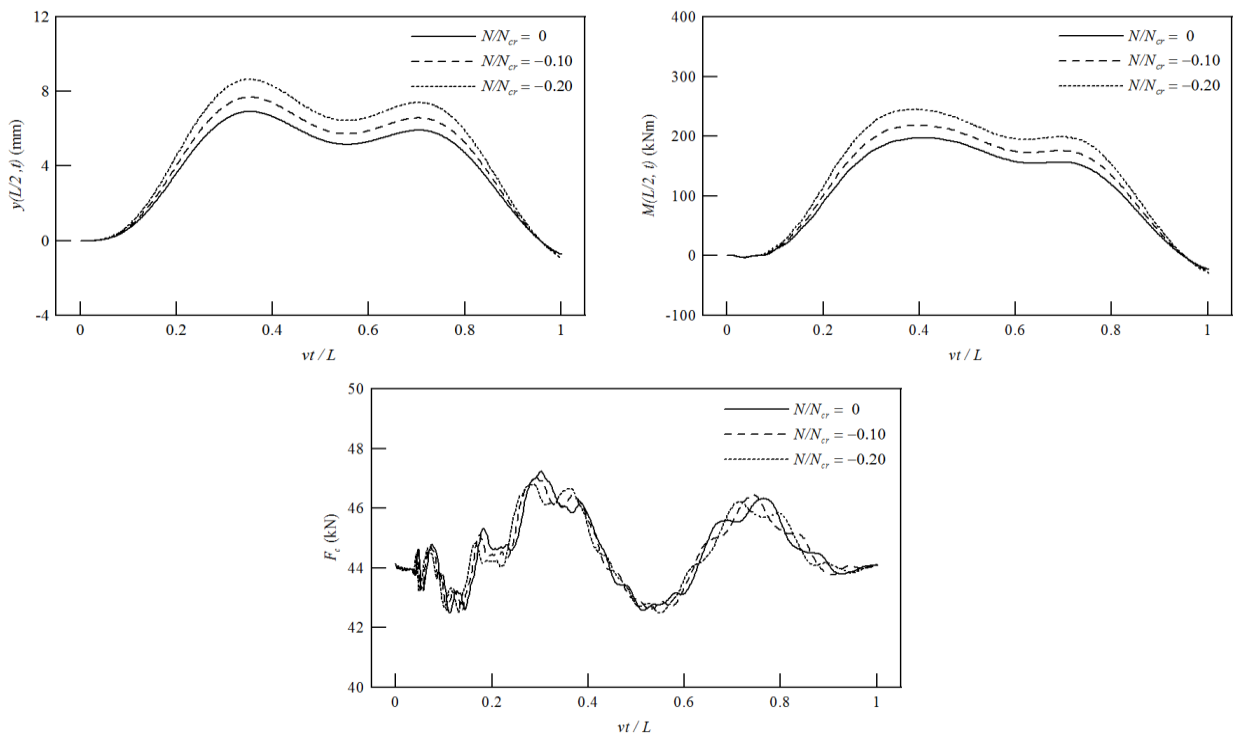 12
8
4
0
-4
y(L/2 ,t) (mm)
N/Ncr = 0
N/Ncr = −0.10
N/Ncr = −0.20
0
0.2
0.4
0.6
0.8
1
vt / L
400
300
200
100
0
-100
M(L/2, t) (kNm)
N/Ncr = 0
N/Ncr = −0.10
N/Ncr = −0.20
0
0.2
0.4
0.6
0.8
1
vt / L
50
48
46
44
42
40
Fc (kN)
N/Ncr = 0
N/Ncr = −0.10
N/Ncr = −0.20
0
0.2
0.4
0.6
0.8
1
vt / L